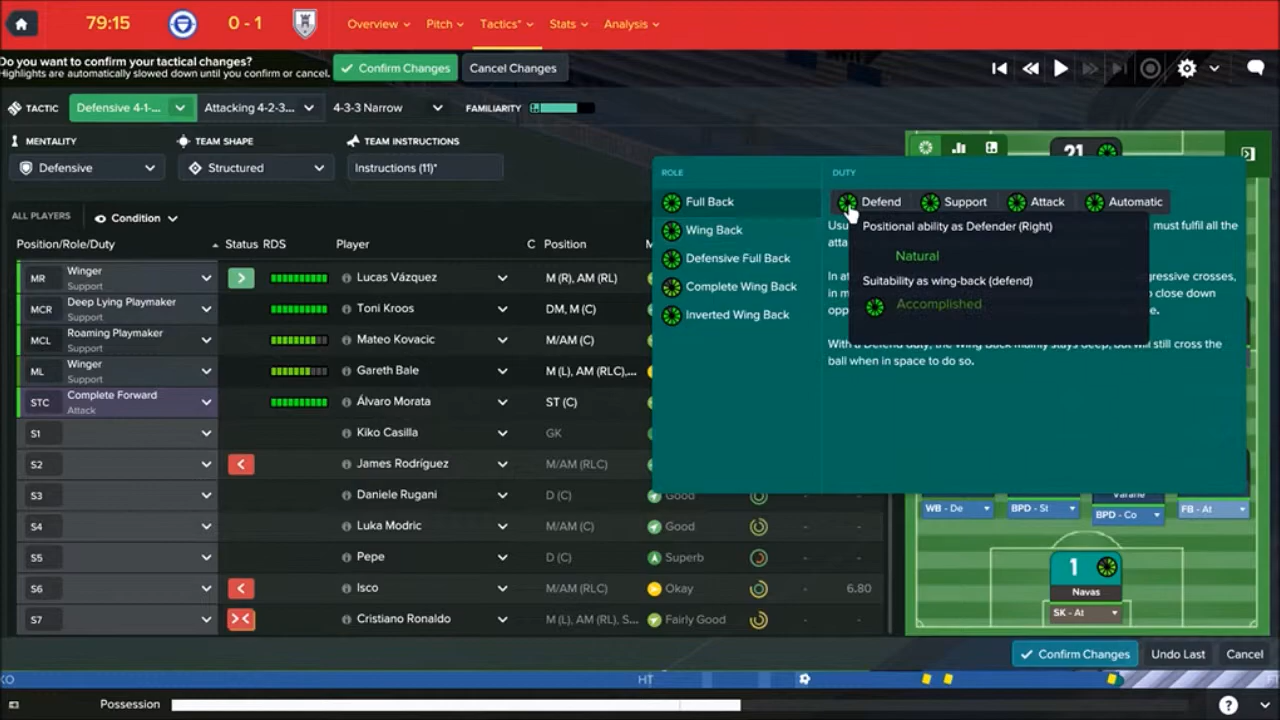 79:15
0 - 1
Overview
Pitch
Tactics*
Stats
Analysis
Do you want to confirm your tactical changes?
Highlights are automatically slowed down until you confirm or cancel.
Confirm Changes
Cancel Changes
TACTIC
Defensive 4-1-...
Attacking 4-2-3...
4-3-3 Narrow
FAMILIARITY
MENTALITY
TEAM SHAPE
TEAM INSTRUCTIONS
Defensive
Structured
Instructions (11)*
21
ALL PLAYERS
Condition
Position/Role/Duty
Status
RDS
Player
C
Position
M
MR
Winger
Support
Lucas Vázquez
M (R), AM (RL)
MCR
Deep Lying Playmaker
Support
Toni Kroos
DM, M (C)
MCL
Roaming Playmaker
Support
Mateo Kovacic
M/AM (C)
ML
Winger
Support
Gareth Bale
M (L), AM (RLC),...
STC
Complete Forward
Attack
Álvaro Morata
ST (C)
S1
Kiko Casilla
GK
S2
James Rodríguez
M/AM (RLC)
S3
Daniele Rugani
D (C)
Good
S4
Luka Modric
M/AM (C)
Good
-
-
S5
Pepe
D (C)
Superb
-
-
S6
Isco
M/AM (RLC)
Okay
-
6.80
S7
Cristiano Ronaldo
M (L), AM (RL), S...
Fairly Good
-
-
ROLE
DUTY
Full Back
Wing Back
Defensive Full Back
Complete Wing Back
Inverted Wing Back
Defend
Support
Attack
Automatic
Usu
must fulfil all the
atta
Positional ability as Defender (Right)
Natural
Suitability as wing-back (defend)
Accomplished
In at
gressive crosses,
in m
o close down
opp
e.
With a Defend duty, the Wing Back mainly stays deep, but will still cross the
ball when in space to do so.
Varane
WB - De
BPD - St
BPD - Co
FB - At
1
Navas
SK - At
Confirm Changes
Undo Last
Cancel
KO
HT
Possession
?